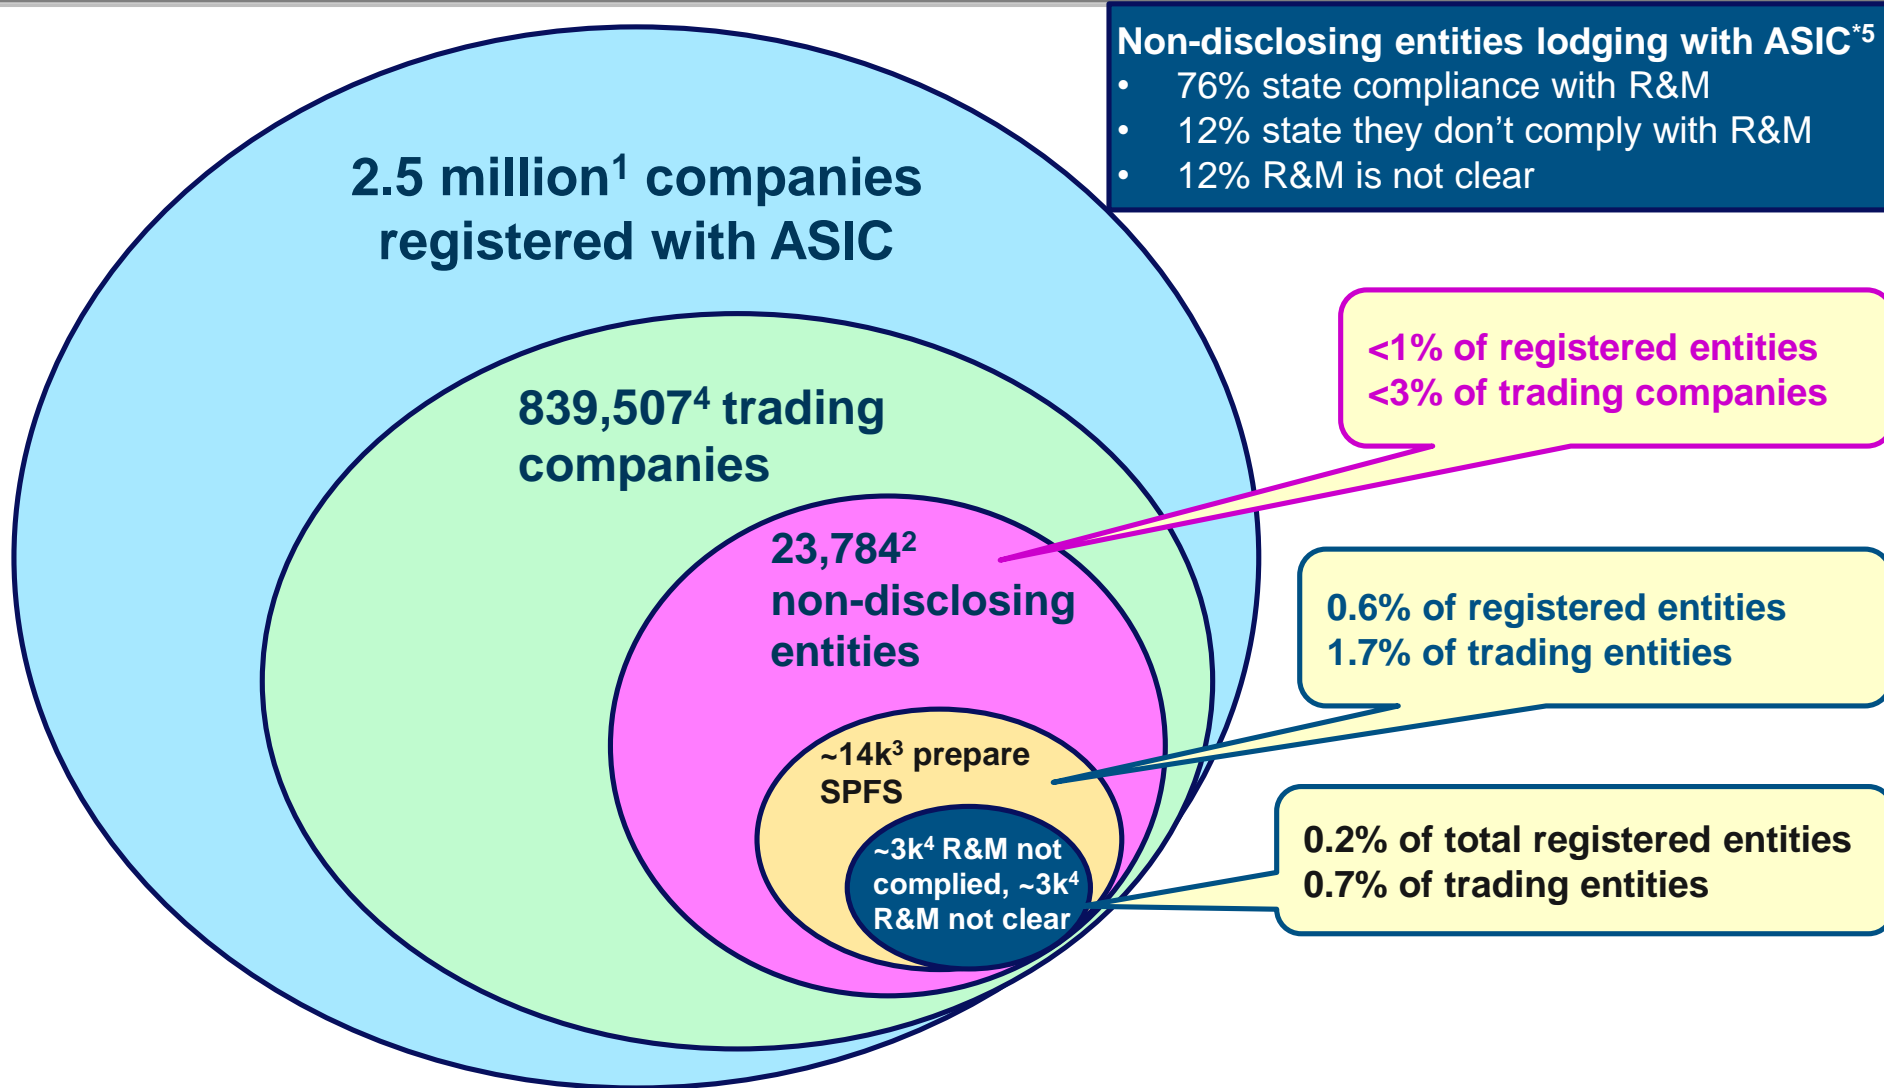 Non-disclosing entities lodging with ASIC*5
• 76% state compliance with R&M
• 12% state they don’t comply with R&M
• 12% R&M is not clear
2.5 million1 companies
registered with ASIC
<1% of registered entities
<3% of trading companies
839,5074 trading
companies
23,7842
non-disclosing
entities
0.6% of registered entities
1.7% of trading entities
~14k3 prepare
SPFS
~3k4 R&M not
complied, ~3k4
R&M not clear
0.2% of total registered entities
0.7% of trading entities